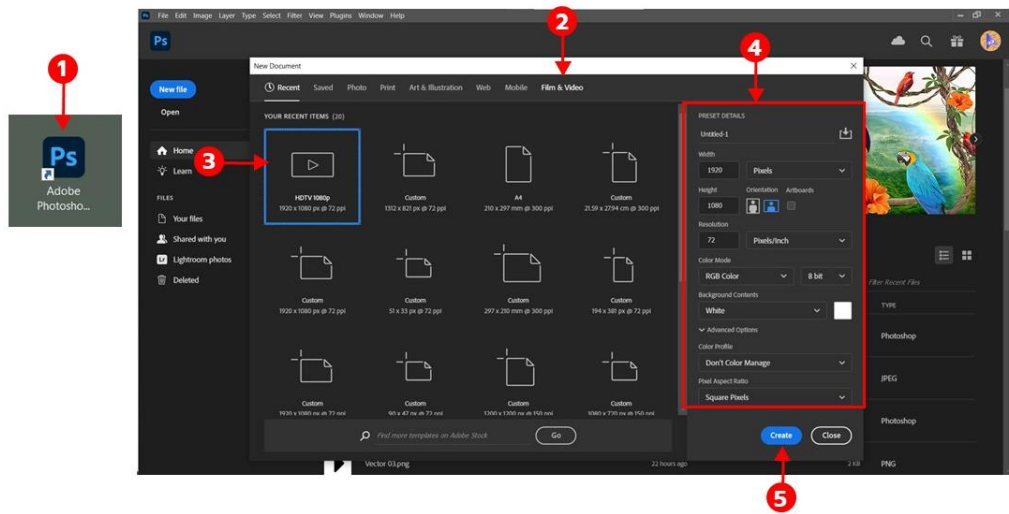 1
Ps
Adobe
Photosho...
Ps File Edit Image Layer Type Select Filter View Plugins Window Help
2
Ps
4
New Document
New file
Open
Home
Learn
FILES
Your files
Shared with you
Lr Lightroom photos
Deleted
Recent Saved Photo Print Art & Illustration Web Mobile Film & Video
YOUR RECENT ITEMS (20)
3
HDTV 1080p
1920 x 1080 px @ 72 ppi
Custom
1312 x 821 px @ 72 ppi
A4
210 x 297 mm @ 300 ppi
Custom
21.59 x 27.94 cm @ 300 ppi
Custom
1920 x 1080 px @ 72 ppi
Custom
51 x 33 px @ 72 ppi
Custom
297 x 210 mm @ 300 ppi
Custom
194 x 381 px @ 72 ppi
Custom
1920 x 1080 px @ 72 ppi
Custom
90 x 47 px @ 72 ppi
Custom
1200 x 1200 px @ 150 ppi
Custom
1080 x 720 px @ 150 ppi
Find more templates on Adobe Stock
Go
PRESET DETAILS
Untitled-1
Width
1920 Pixels
Height Orientation Artboards
1080
Resolution
72 Pixels/Inch
Color Mode
RGB Color 8 bit
Background Contents
White
Advanced Options
Color Profile
Don't Color Manage
Pixel Aspect Ratio
Square Pixels
Create Close
5
Filter Recent Files
TYPE
Photoshop
JPEG
Photoshop
Vector 03.png 22 hours ago 2 KB PNG